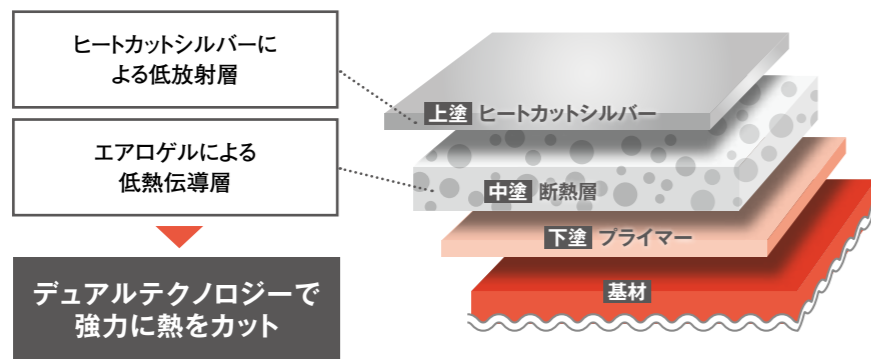 ヒートカットシルバーに
よる低放射層
エアロゲルによる
低熱伝導層
デュアルテクノロジーで
強力に熱をカット
上塗 ヒートカットシルバー
中塗 断熱層
下塗 プライマー
基材